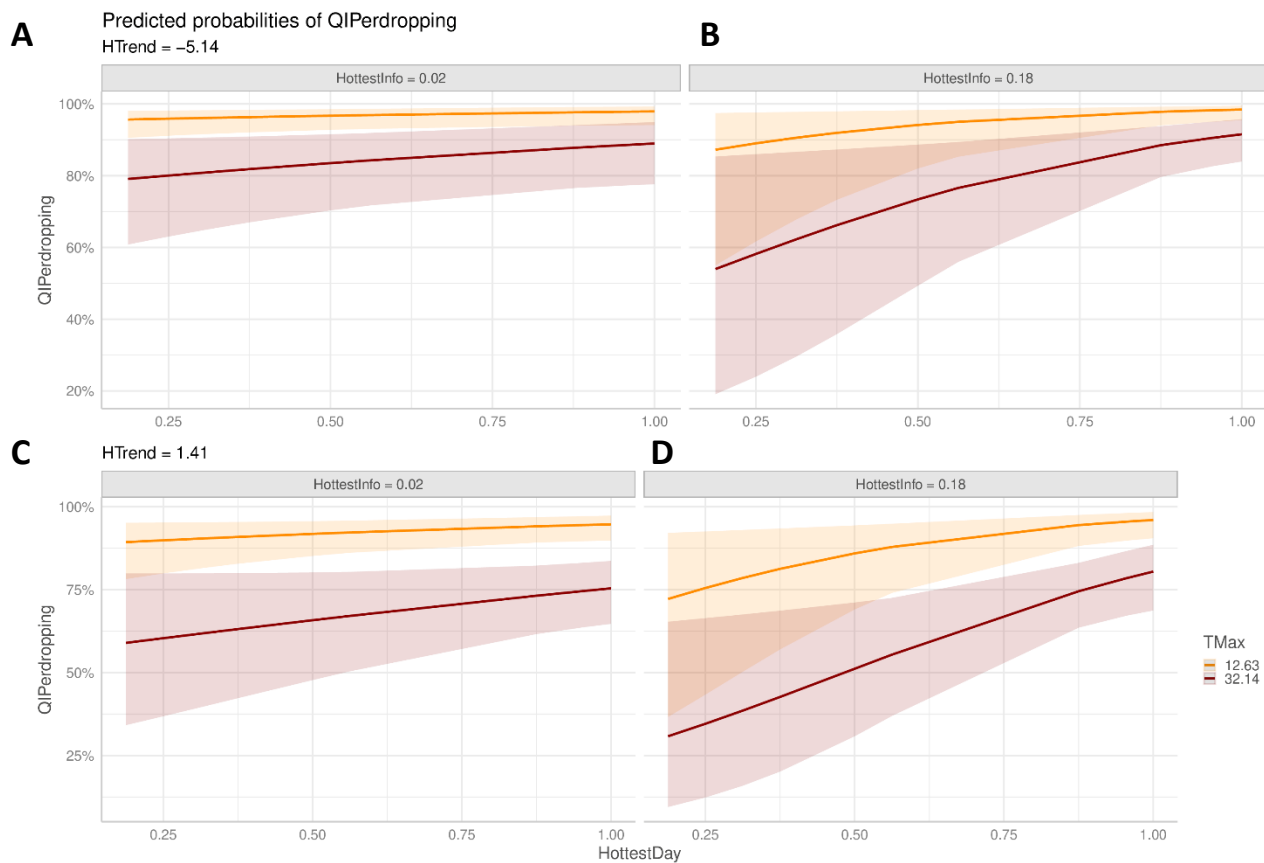 Predicted probabilities of QIPerdropping
A
B
HTrend = −5.14
HottestInfo = 0.02
HottestInfo = 0.18
100%
80%
60%
40%
20%
QIPerdropping
0.25 0.50 0.75 1.00
0.25 0.50 0.75 1.00
C
D
HTrend = 1.41
HottestInfo = 0.02
HottestInfo = 0.18
100%
75%
50%
25%
QIPerdropping
TMax
12.63
32.14
0.25 0.50 0.75 1.00
0.25 0.50 0.75 1.00
HottestDay